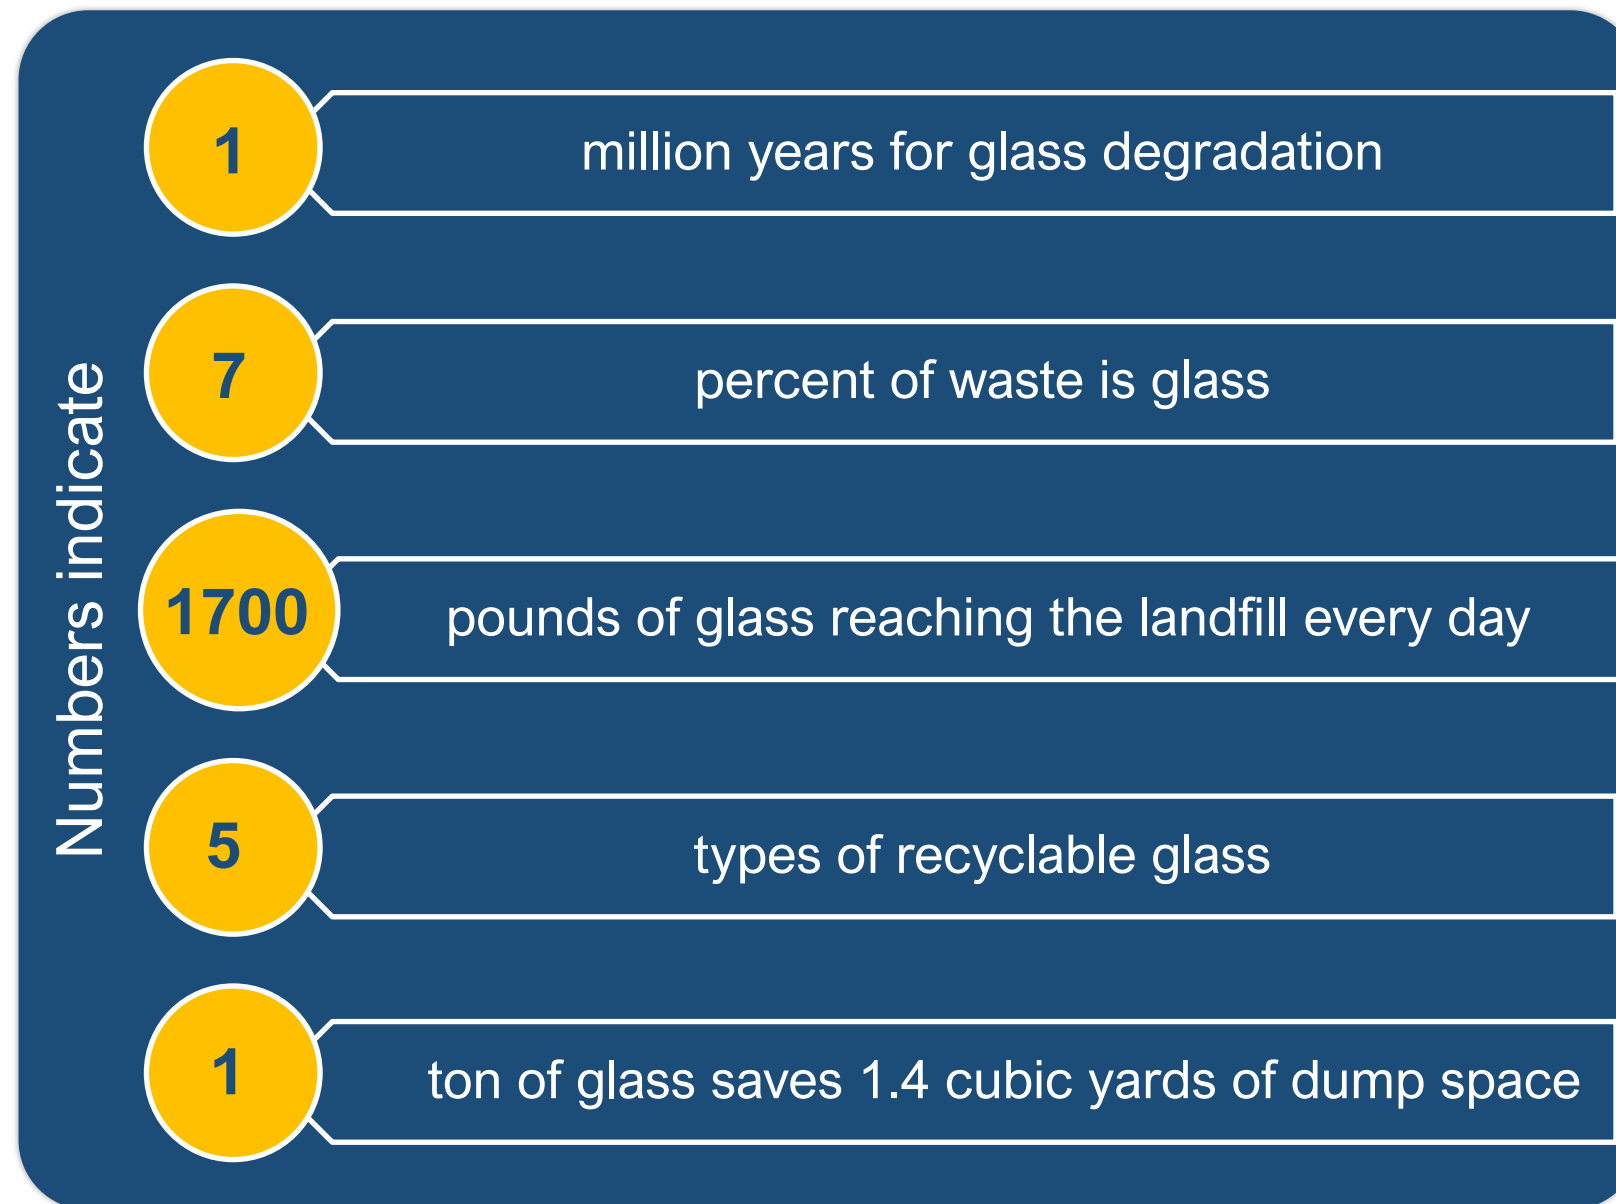 Numbers indicate
1
million years for glass degradation
7
percent of waste is glass
1700
pounds of glass reaching the landfill every day
5
types of recyclable glass
1
ton of glass saves 1.4 cubic yards of dump space